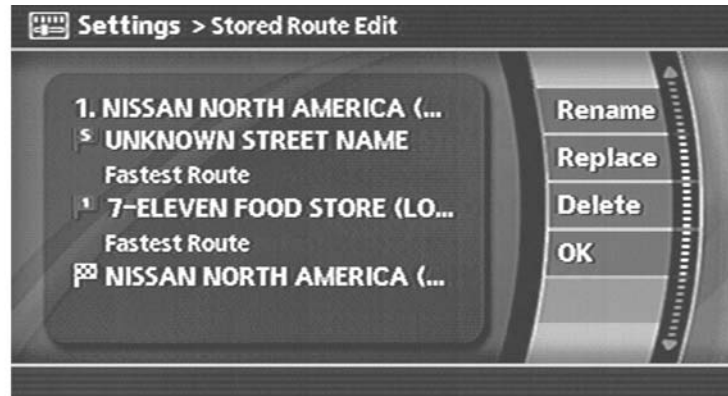 Settings > Stored Route Edit
1. NISSAN NORTH AMERICA (...
S UNKNOWN STREET NAME
Fastest Route
1 7-ELEVEN FOOD STORE (LO...
Fastest Route
NISSAN NORTH AMERICA (...
Rename
Replace
Delete
OK